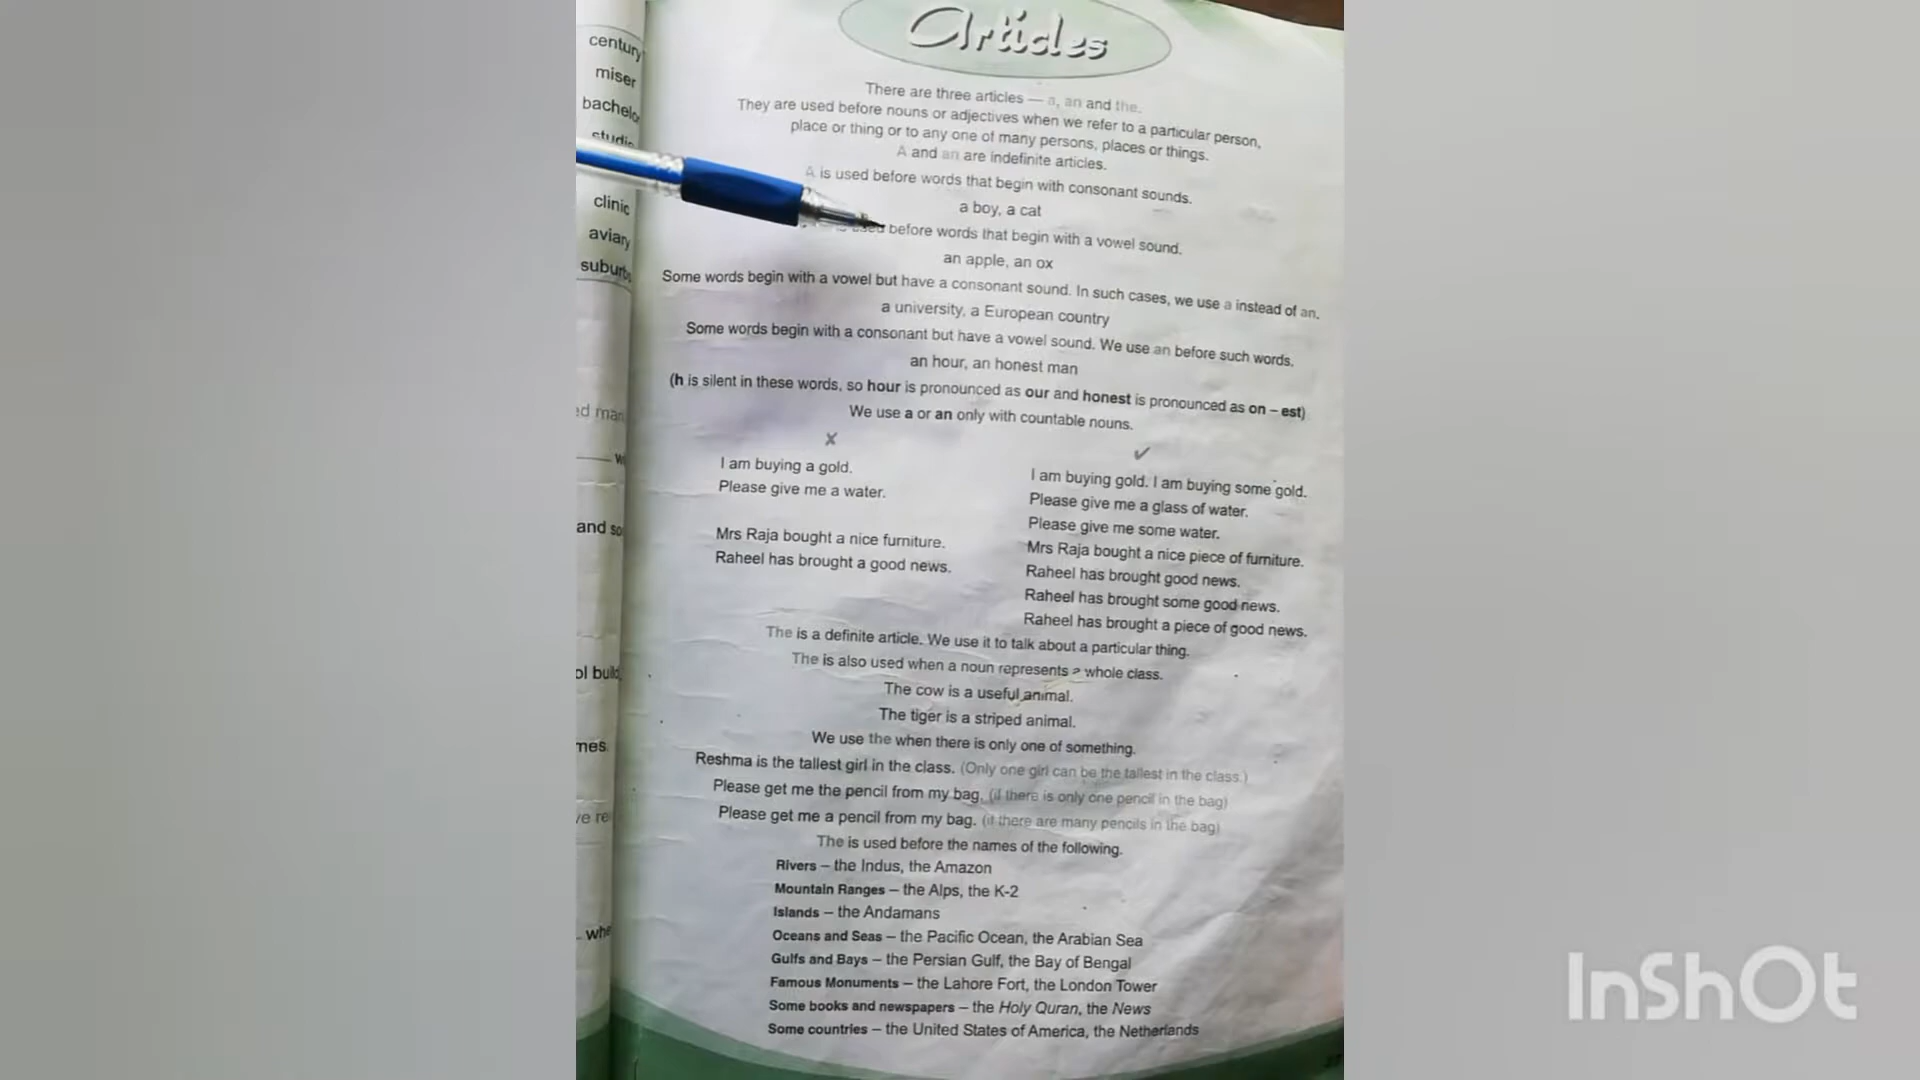 Articles
There are three articles — a, an and the.
They are used before nouns or adjectives when we refer to a particular person,
place or thing or to any one of many persons, places or things.
A and an are indefinite articles.
A is used before words that begin with consonant sounds.
a boy, a cat
used before words that begin with a vowel sound.
an apple, an ox
Some words begin with a vowel but have a consonant sound. In such cases, we use a instead of an.
a university, a European country
Some words begin with a consonant but have a vowel sound. We use an before such words.
an hour, an honest man
(h is silent in these words, so hour is pronounced as our and honest is pronounced as on – est)
We use a or an only with countable nouns.
✗
I am buying a gold.
Please give me a water.
Mrs Raja bought a nice furniture.
Raheel has brought a good news.
✓
I am buying gold. I am buying some gold.
Please give me a glass of water.
Please give me some water.
Mrs Raja bought a nice piece of furniture.
Raheel has brought good news.
Raheel has brought some good news.
Raheel has brought a piece of good news.
The is a definite article. We use it to talk about a particular thing.
The is also used when a noun represents a whole class.
The cow is a useful animal.
The tiger is a striped animal.
We use the when there is only one of something.
Reshma is the tallest girl in the class. (Only one girl can be the tallest in the class.)
Please get me the pencil from my bag. (if there is only one pencil in the bag)
Please get me a pencil from my bag. (if there are many pencils in the bag)
The is used before the names of the following.
Rivers – the Indus, the Amazon
Mountain Ranges – the Alps, the K-2
Islands – the Andamans
Oceans and Seas – the Pacific Ocean, the Arabian Sea
Gulfs and Bays – the Persian Gulf, the Bay of Bengal
Famous Monuments – the Lahore Fort, the London Tower
Some books and newspapers – the Holy Quran, the News
Some countries – the United States of America, the Netherlands
century
miser
clinic
aviary
suburbs
and so
InShOt